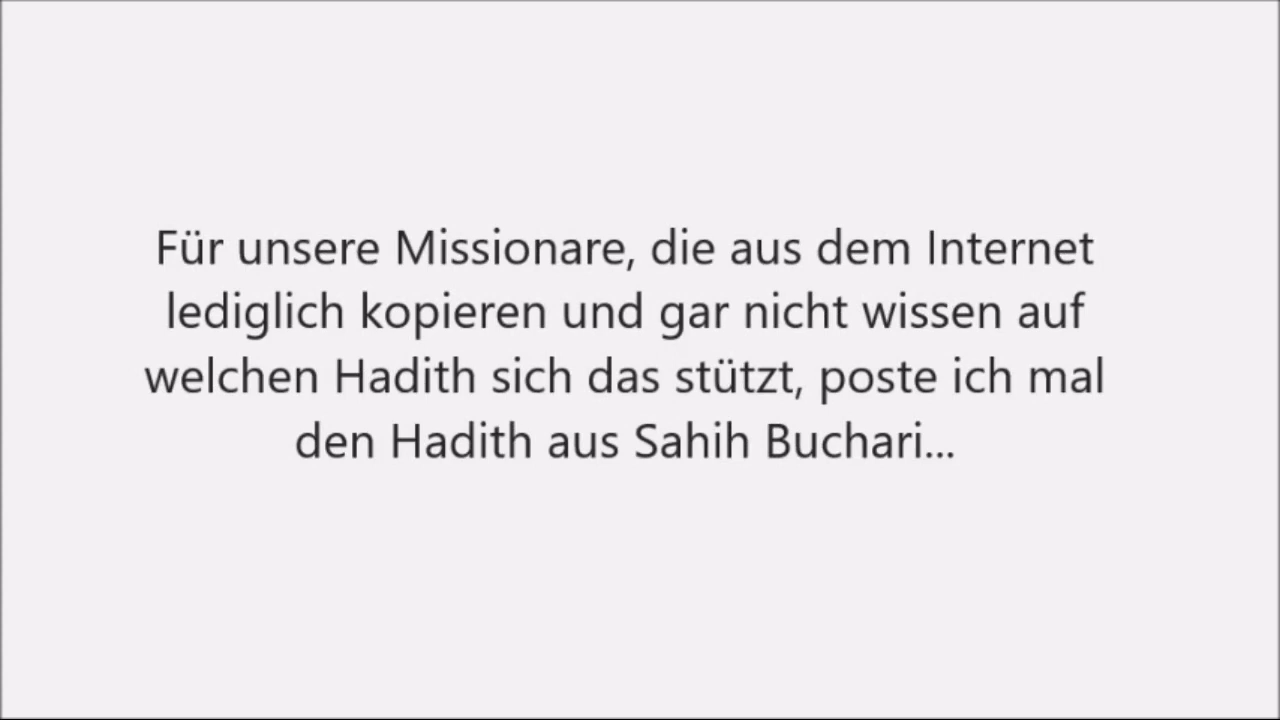 Für unsere Missionare, die aus dem Internet
lediglich kopieren und gar nicht wissen auf
welchen Hadith sich das stützt, poste ich mal
den Hadith aus Sahih Buchari...